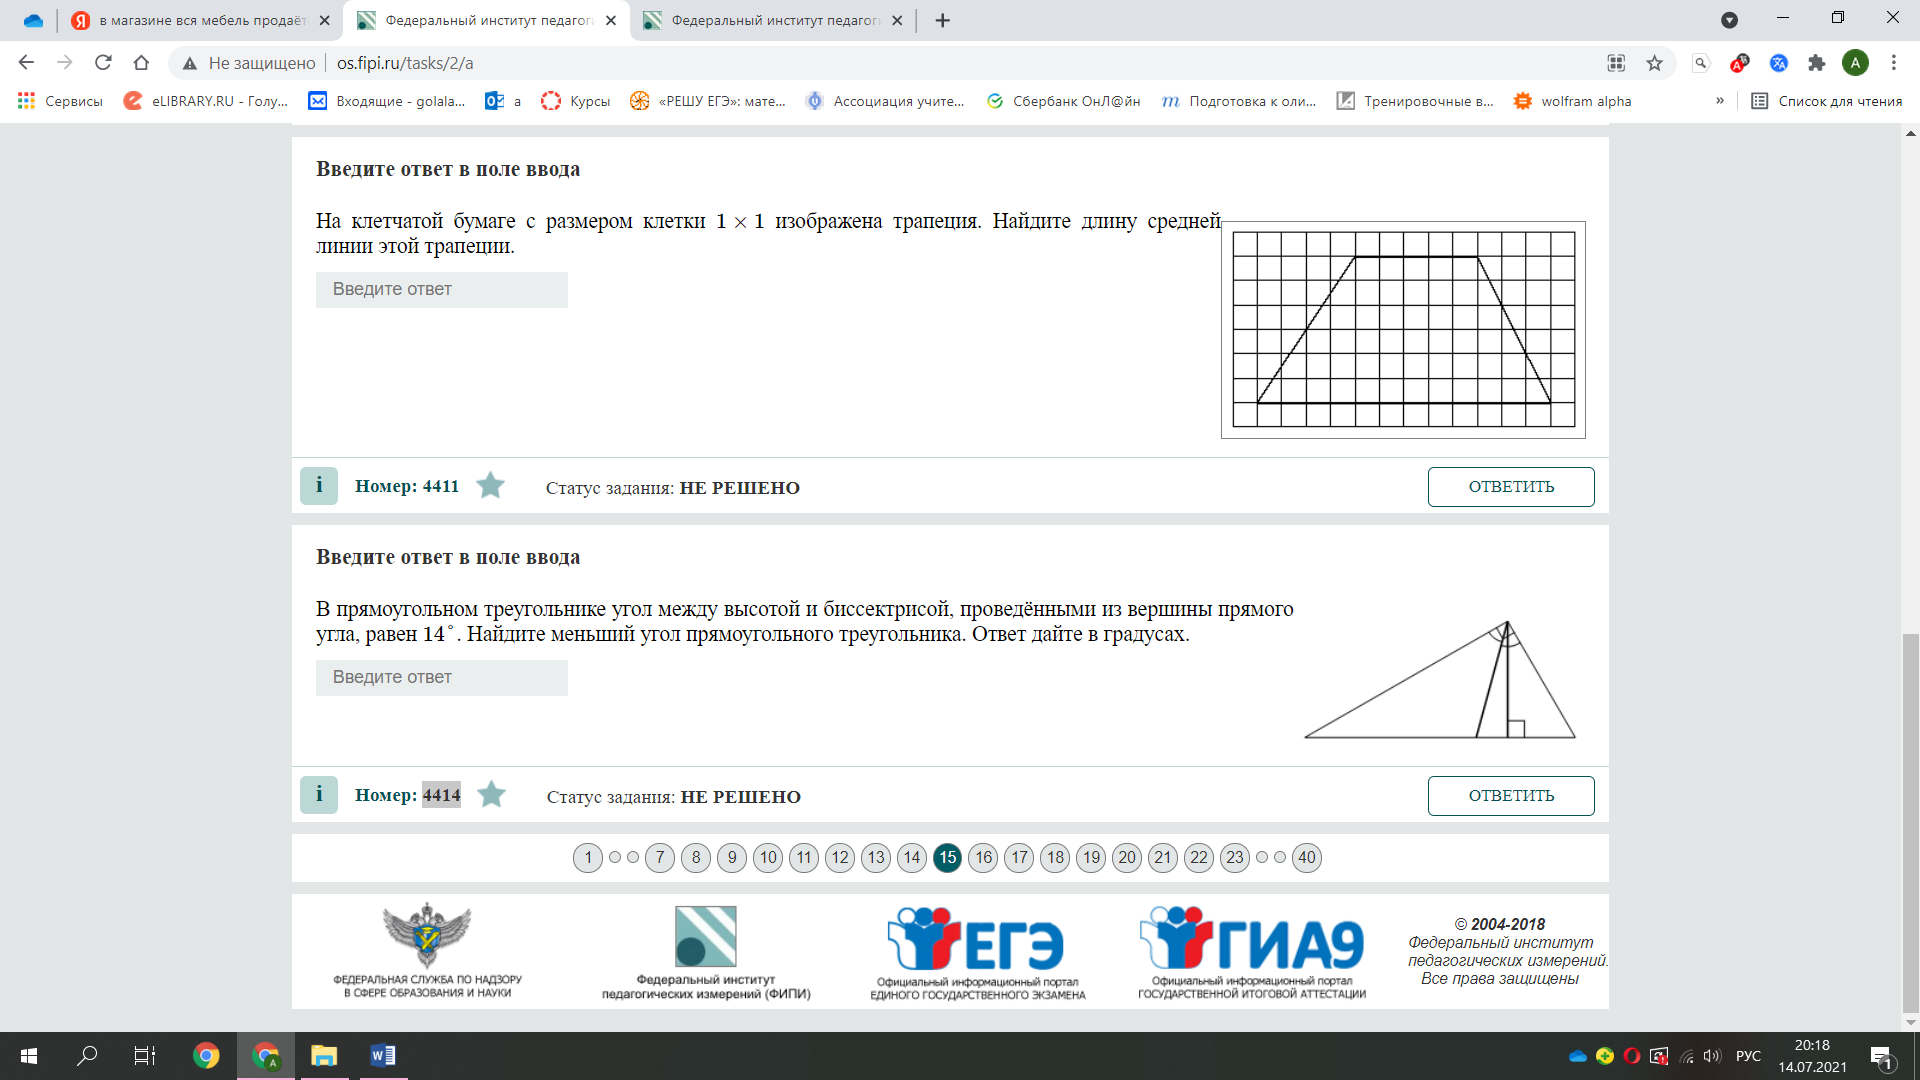 в магазине вся мебель продаёт
Федеральный институт педагоги
Федеральный институт педагоги
Не защищено
os.fipi.ru/tasks/2/a
A
Сервисы
eLIBRARY.RU - Голу...
Входящие - golala...
а
Курсы
«РЕШУ ЕГЭ»: мате...
Ассоциация учите...
Сбербанк ОнЛ@йн
Подготовка к оли...
Тренировочные в...
wolfram alpha
»
Список для чтения
Введите ответ в поле ввода
На клетчатой бумаге с размером клетки 1 × 1 изображена трапеция. Найдите длину средней
линии этой трапеции.
Введите ответ
i
Номер: 4411
Статус задания: НЕ РЕШЕНО
ОТВЕТИТЬ
Введите ответ в поле ввода
В прямоугольном треугольнике угол между высотой и биссектрисой, проведёнными из вершины прямого
угла, равен 14°. Найдите меньший угол прямоугольного треугольника. Ответ дайте в градусах.
Введите ответ
i
Номер: 4414
Статус задания: НЕ РЕШЕНО
ОТВЕТИТЬ
1 7 8 9 10 11 12 13 14 15 16 17 18 19 20 21 22 23 40
ФЕДЕРАЛЬНАЯ СЛУЖБА ПО НАДЗОРУ
В СФЕРЕ ОБРАЗОВАНИЯ И НАУКИ
Федеральный институт
педагогических измерений (ФИПИ)
ЕГЭ
Официальный информационный портал
ЕДИНОГО ГОСУДАРСТВЕННОГО ЭКЗАМЕНА
ГИА9
Официальный информационный портал
ГОСУДАРСТВЕННОЙ ИТОГОВОЙ АТТЕСТАЦИИ
© 2004-2018
Федеральный институт
педагогических измерений.
Все права защищены
РУС
20:18
14.07.2021
1